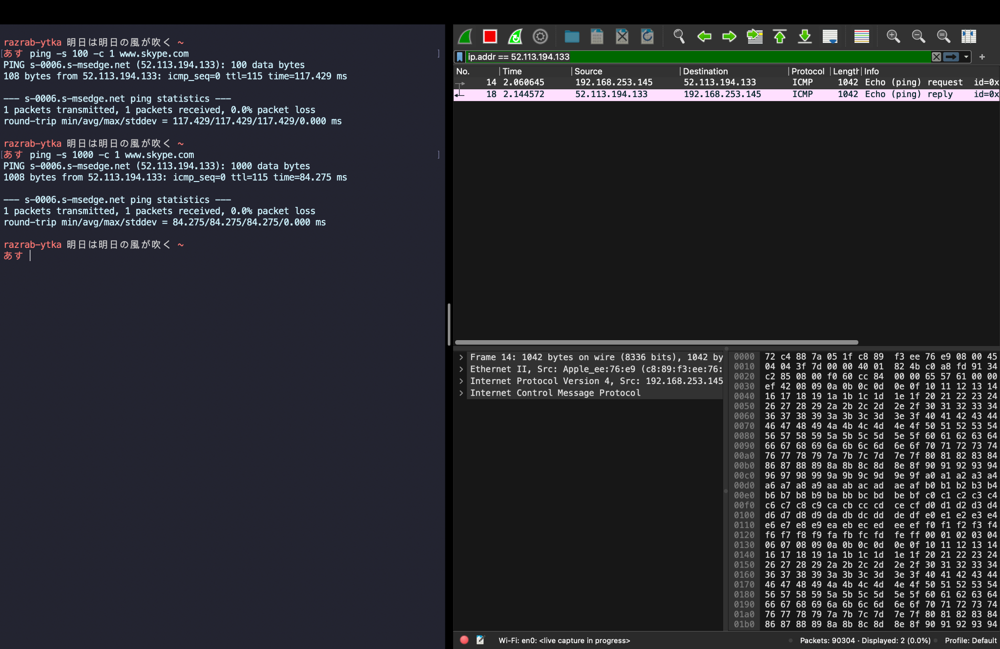 razrab-ytka 明日は明日の風が吹く ~
[あす ping -s 100 -c 1 www.skype.com ]
PING s-0006.s-msedge.net (52.113.194.133): 100 data bytes
108 bytes from 52.113.194.133: icmp_seq=0 ttl=115 time=117.429 ms
--- s-0006.s-msedge.net ping statistics ---
1 packets transmitted, 1 packets received, 0.0% packet loss
round-trip min/avg/max/stddev = 117.429/117.429/117.429/0.000 ms
razrab-ytka 明日は明日の風が吹く ~
[あす ping -s 1000 -c 1 www.skype.com ]
PING s-0006.s-msedge.net (52.113.194.133): 1000 data bytes
1008 bytes from 52.113.194.133: icmp_seq=0 ttl=115 time=84.275 ms
--- s-0006.s-msedge.net ping statistics ---
1 packets transmitted, 1 packets received, 0.0% packet loss
round-trip min/avg/max/stddev = 84.275/84.275/84.275/0.000 ms
razrab-ytka 明日は明日の風が吹く ~
あす
ip.addr == 52.113.194.133
No. Time Source Destination Protocol Length Info
14 2.060645 192.168.253.145 52.113.194.133 ICMP 1042 Echo (ping) request id=0x
18 2.144572 52.113.194.133 192.168.253.145 ICMP 1042 Echo (ping) reply id=0x
Frame 14: 1042 bytes on wire (8336 bits), 1042 by
Ethernet II, Src: Apple_ee:76:e9 (c8:89:f3:ee:76:
Internet Protocol Version 4, Src: 192.168.253.145
Internet Control Message Protocol
0000 72 c4 88 7a 05 1f c8 89 f3 ee 76 e9 08 00 45
0010 04 04 3f 7d 00 00 40 01 82 4b c0 a8 fd 91 34
0020 c2 85 08 00 f0 60 cc 84 00 00 65 57 61 00 00
0030 ef 42 08 09 0a 0b 0c 0d 0e 0f 10 11 12 13 14
0040 16 17 18 19 1a 1b 1c 1d 1e 1f 20 21 22 23 24
0050 26 27 28 29 2a 2b 2c 2d 2e 2f 30 31 32 33 34
0060 36 37 38 39 3a 3b 3c 3d 3e 3f 40 41 42 43 44
0070 46 47 48 49 4a 4b 4c 4d 4e 4f 50 51 52 53 54
0080 56 57 58 59 5a 5b 5c 5d 5e 5f 60 61 62 63 64
0090 66 67 68 69 6a 6b 6c 6d 6e 6f 70 71 72 73 74
00a0 76 77 78 79 7a 7b 7c 7d 7e 7f 80 81 82 83 84
00b0 86 87 88 89 8a 8b 8c 8d 8e 8f 90 91 92 93 94
00c0 96 97 98 99 9a 9b 9c 9d 9e 9f a0 a1 a2 a3 a4
00d0 a6 a7 a8 a9 aa ab ac ad ae af b0 b1 b2 b3 b4
00e0 b6 b7 b8 b9 ba bb bc bd be bf c0 c1 c2 c3 c4
00f0 c6 c7 c8 c9 ca cb cc cd ce cf d0 d1 d2 d3 d4
0100 d6 d7 d8 d9 da db dc dd de df e0 e1 e2 e3 e4
0110 e6 e7 e8 e9 ea eb ec ed ee ef f0 f1 f2 f3 f4
0120 f6 f7 f8 f9 fa fb fc fd fe ff 00 01 02 03 04
0130 06 07 08 09 0a 0b 0c 0d 0e 0f 10 11 12 13 14
0140 16 17 18 19 1a 1b 1c 1d 1e 1f 20 21 22 23 24
0150 26 27 28 29 2a 2b 2c 2d 2e 2f 30 31 32 33 34
0160 36 37 38 39 3a 3b 3c 3d 3e 3f 40 41 42 43 44
0170 46 47 48 49 4a 4b 4c 4d 4e 4f 50 51 52 53 54
0180 56 57 58 59 5a 5b 5c 5d 5e 5f 60 61 62 63 64
0190 66 67 68 69 6a 6b 6c 6d 6e 6f 70 71 72 73 74
01a0 76 77 78 79 7a 7b 7c 7d 7e 7f 80 81 82 83 84
01b0 86 87 88 89 8a 8b 8c 8d 8e 8f 90 91 92 93 94
Wi-Fi: en0: <live capture in progress> Packets: 90304 · Displayed: 2 (0.0%) Profile: Default